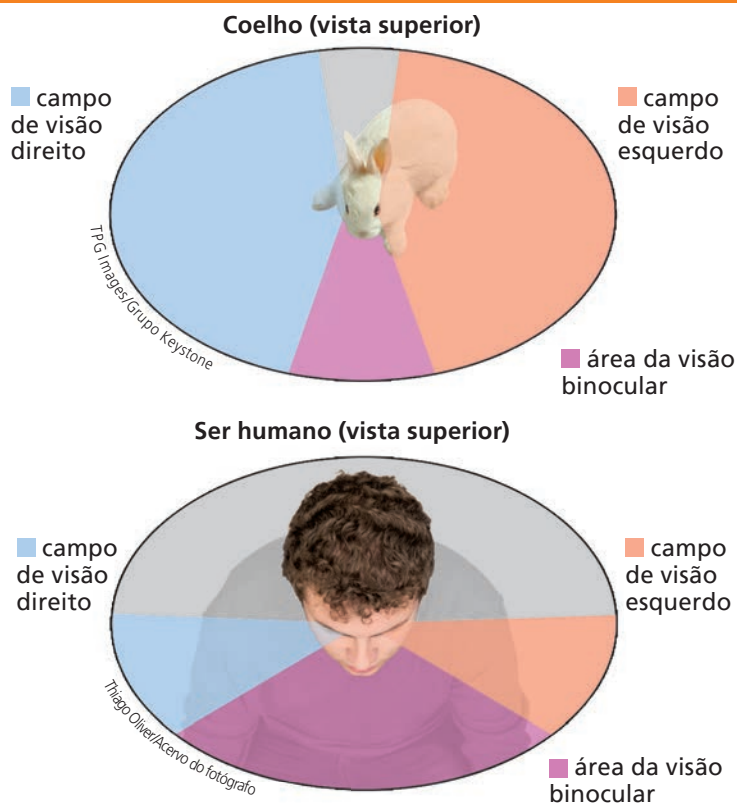 Coelho (vista superior)
campo
de visão
direito
campo
de visão
esquerdo
TPG Images/Grupo Keystone
área da visão
binocular
Ser humano (vista superior)
campo
de visão
direito
campo
de visão
esquerdo
Thiago Oliver/Acervo do fotógrafo
área da visão
binocular